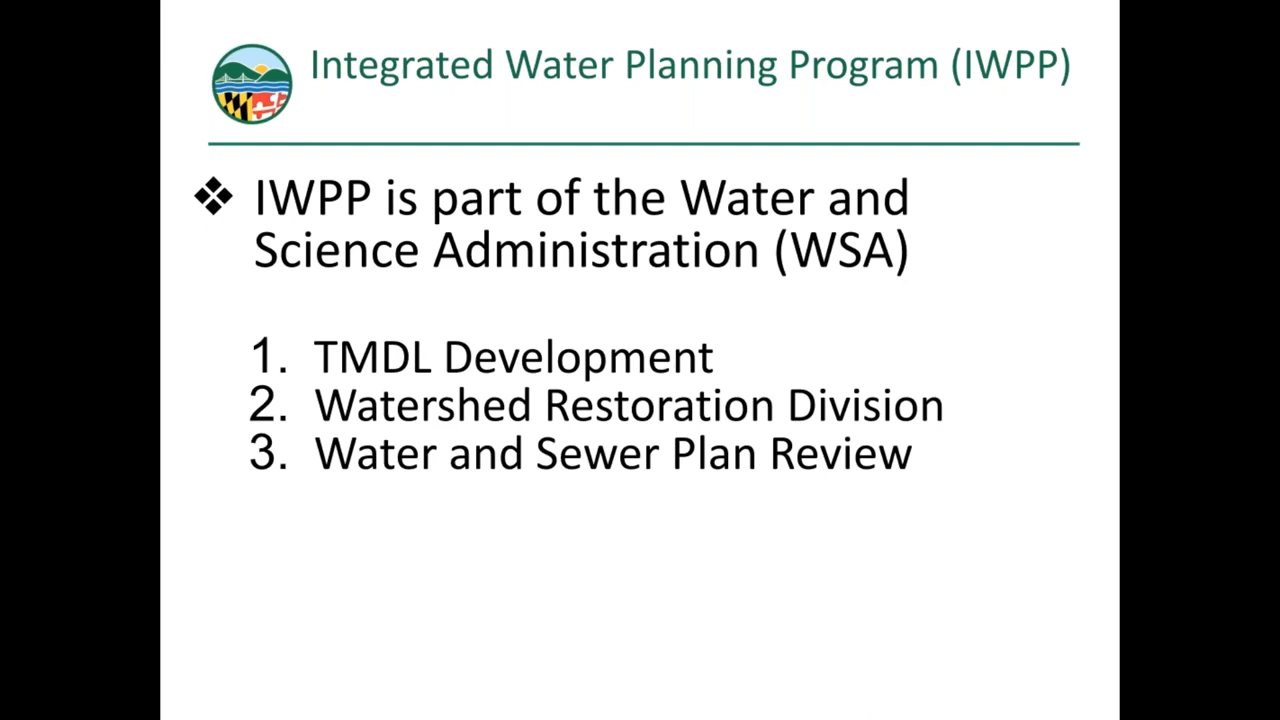 Integrated Water Planning Program (IWPP)
❖ IWPP is part of the Water and
Science Administration (WSA)
1. TMDL Development
2. Watershed Restoration Division
3. Water and Sewer Plan Review